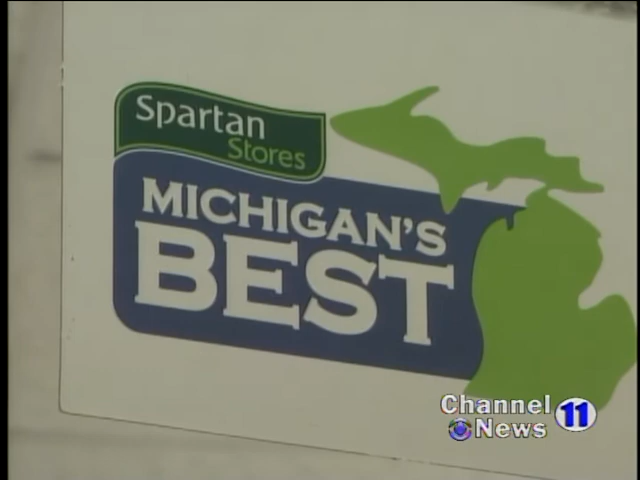 Spartan
Stores
MICHIGAN'S
BEST
Channel 11
News